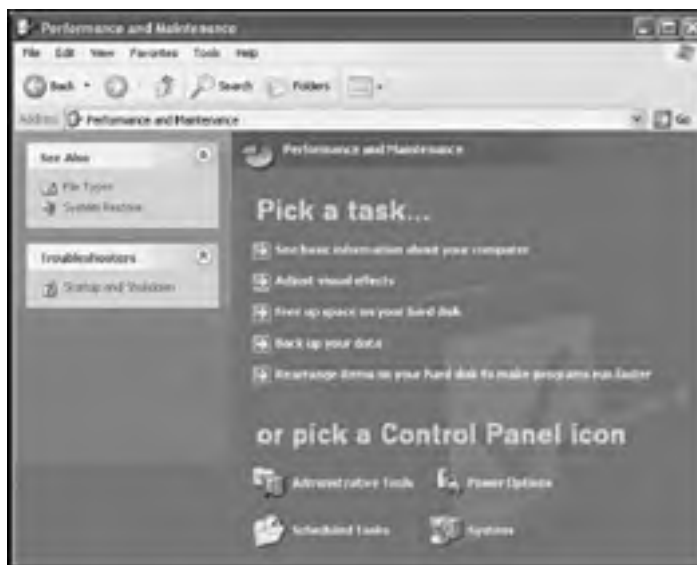 Performance and Maintenance
File Edit View Favorites Tools Help
Back Search Folders
Address Performance and Maintenance Go
See Also
File Types
System Restore
Troubleshooters
Startup and Shutdown
Performance and Maintenance
Pick a task...
See basic information about your computer
Adjust visual effects
Free up space on your hard disk
Back up your data
Rearrange items on your hard disk to make programs run faster
or pick a Control Panel icon
Administrative Tools Power Options
Scheduled Tasks System